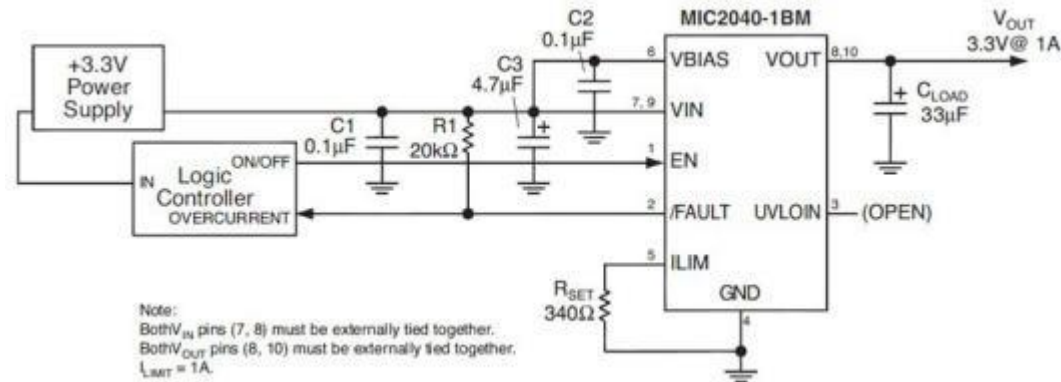 MIC2040-1BM
+3.3V
Power
Supply
C1
0.1µF
R1
20kΩ
C3
4.7µF
C2
0.1µF
6
VBIAS
VOUT
8,10
VOUT
3.3V@ 1A
+
CLOAD
33µF
7, 9
VIN
+
1
EN
ON/OFF
IN
Logic
Controller
OVERCURRENT
2
/FAULT
UVLOIN
3
(OPEN)
5
ILIM
RSET
340Ω
GND
4
Note:
BothVIN pins (7, 8) must be externally tied together.
BothVOUT pins (8, 10) must be externally tied together.
ILIMIT = 1A.